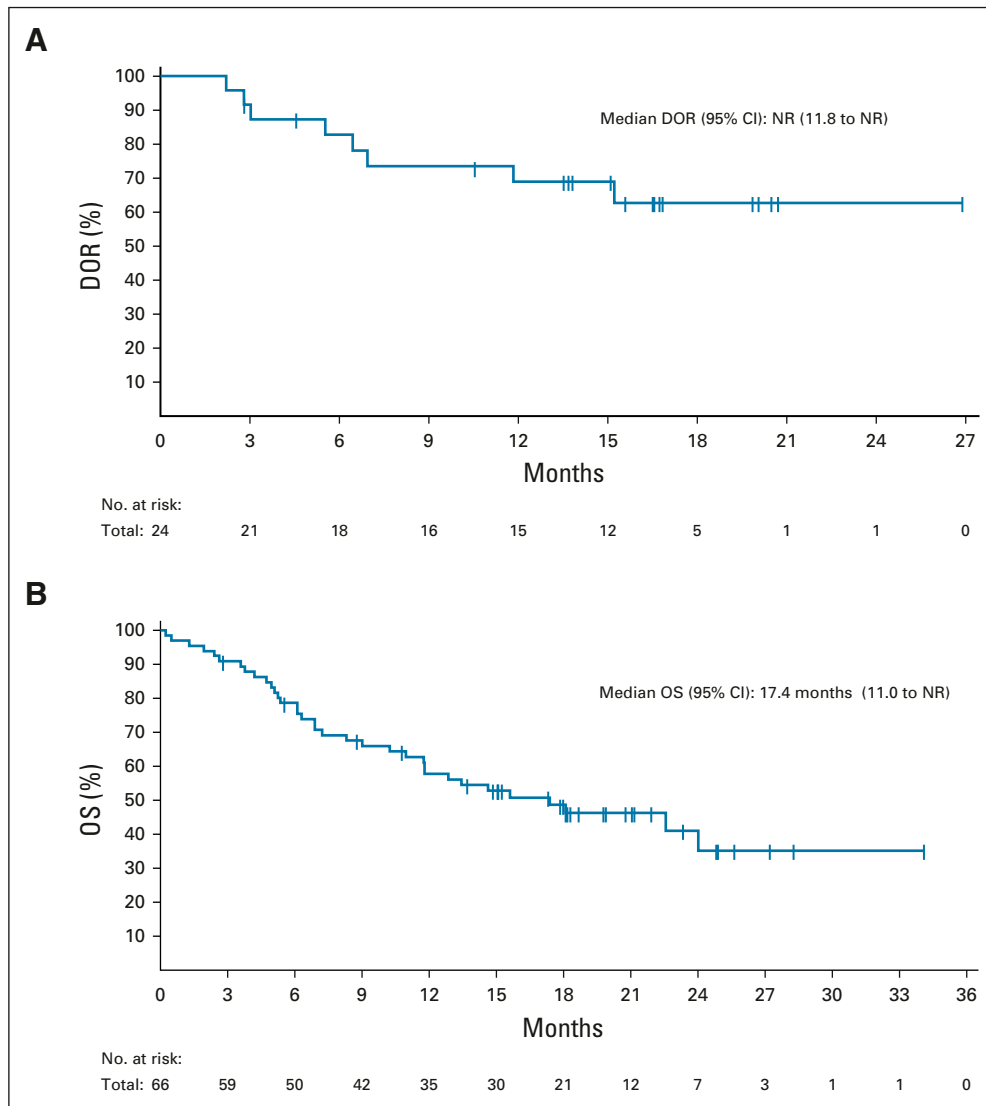 A
100
90
80
70
60
50
40
30
20
10
DOR (%)
Median DOR (95% CI): NR (11.8 to NR)
0 3 6 9 12 15 18 21 24 27
Months
No. at risk:
Total: 24 21 18 16 15 12 5 1 1 0
B
100
90
80
70
60
50
40
30
20
10
OS (%)
Median OS (95% CI): 17.4 months (11.0 to NR)
0 3 6 9 12 15 18 21 24 27 30 33 36
Months
No. at risk:
Total: 66 59 50 42 35 30 21 12 7 3 1 1 0